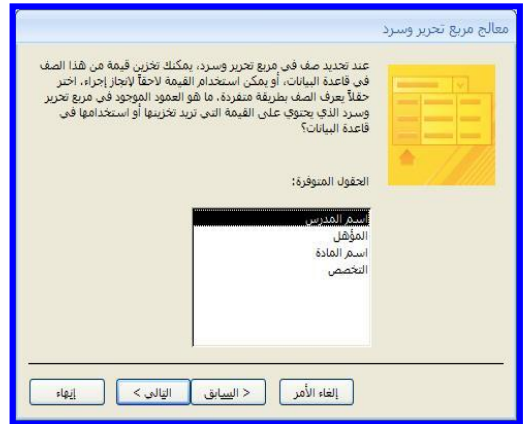 معالج مربع تحرير وسرد
عند تحديد صف في مربع تحرير وسرد، يمكنك تخزين قيمة من هذا الصف
في قاعدة البيانات، أو يمكن استخدام القيمة لاحقاً لإنجاز إجراء. اختر
حقلاً يعرف الصف بطريقة متفردة. ما هو العمود الموجود في مربع تحرير
وسرد الذي يحتوي على القيمة التي تريد تخزينها أو استخدامها في
قاعدة البيانات؟
الحقول المتوفرة:
اسم المدرس
المؤهل
اسم المادة
التخصص
إلغاء الأمر < السابق التالي > إنهاء